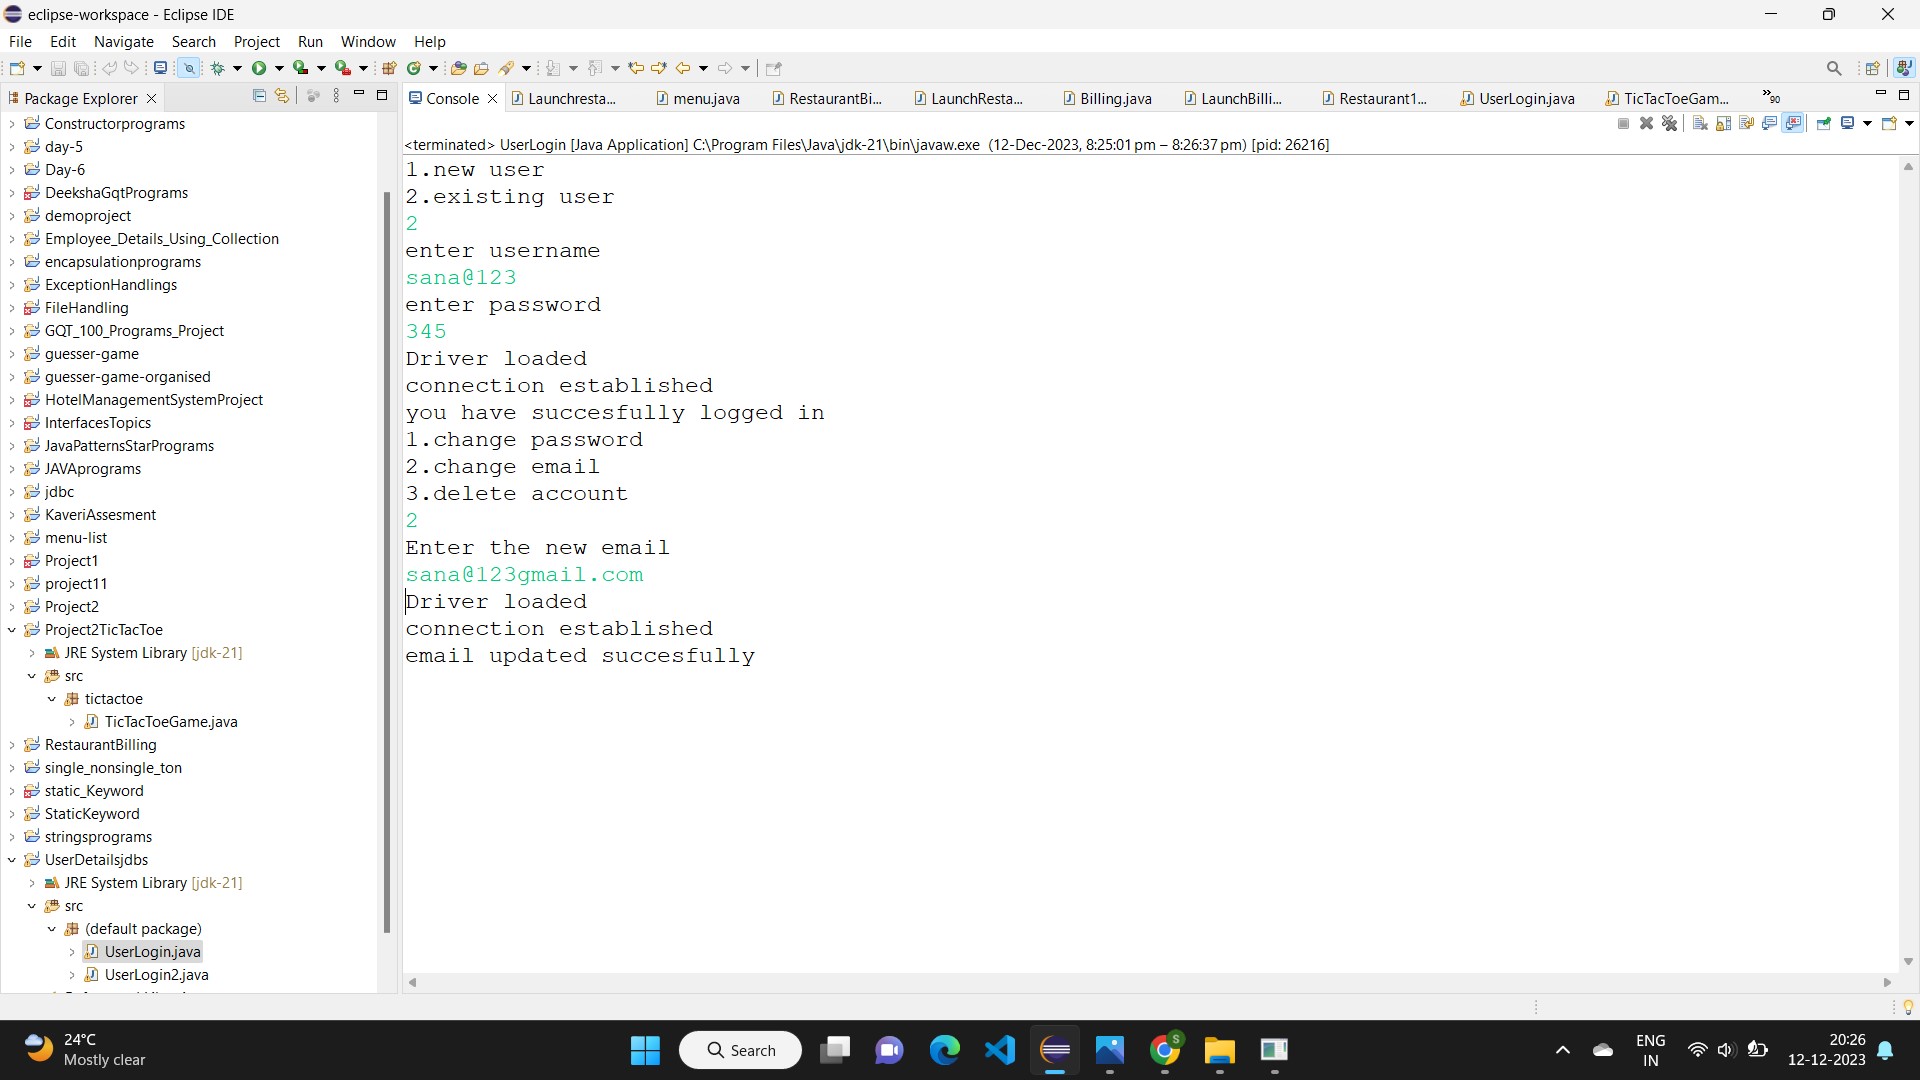 eclipse-workspace - Eclipse IDE
File Edit Navigate Search Project Run Window Help
Package Explorer
Console Launchresta... menu.java RestaurantBi... LaunchResta... Billing.java LaunchBilli... Restaurant1... UserLogin.java TicTacToeGam... »90
<terminated> UserLogin [Java Application] C:\Program Files\Java\jdk-21\bin\javaw.exe (12-Dec-2023, 8:25:01 pm – 8:26:37 pm) [pid: 26216]
Constructorprograms
day-5
Day-6
DeekshaGqtPrograms
demoproject
Employee_Details_Using_Collection
encapsulationprograms
ExceptionHandlings
FileHandling
GQT_100_Programs_Project
guesser-game
guesser-game-organised
HotelManagementSystemProject
InterfacesTopics
JavaPatternsStarPrograms
JAVAprograms
jdbc
KaveriAssesment
menu-list
Project1
project11
Project2
Project2TicTacToe
JRE System Library [jdk-21]
src
tictactoe
TicTacToeGame.java
RestaurantBilling
single_nonsingle_ton
static_Keyword
StaticKeyword
stringsprograms
UserDetailsjdbs
JRE System Library [jdk-21]
src
(default package)
UserLogin.java
UserLogin2.java
1.new user
2.existing user
2
enter username
sana@123
enter password
345
Driver loaded
connection established
you have succesfully logged in
1.change password
2.change email
3.delete account
2
Enter the new email
sana@123gmail.com
Driver loaded
connection established
email updated succesfully
24°C
Mostly clear
Search
S
ENG
IN
20:26
12-12-2023